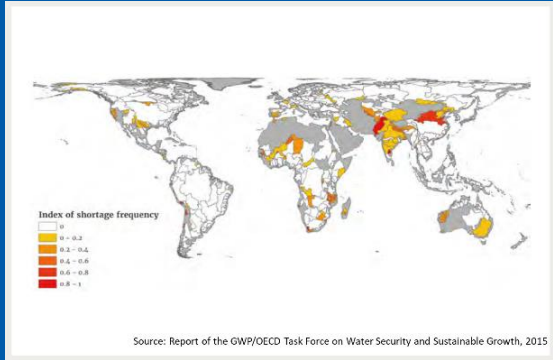 Index of shortage frequency
0
0 – 0.2
0.2 – 0.4
0.4 – 0.6
0.6 – 0.8
0.8 – 1
Source: Report of the GWP/OECD Task Force on Water Security and Sustainable Growth, 2015